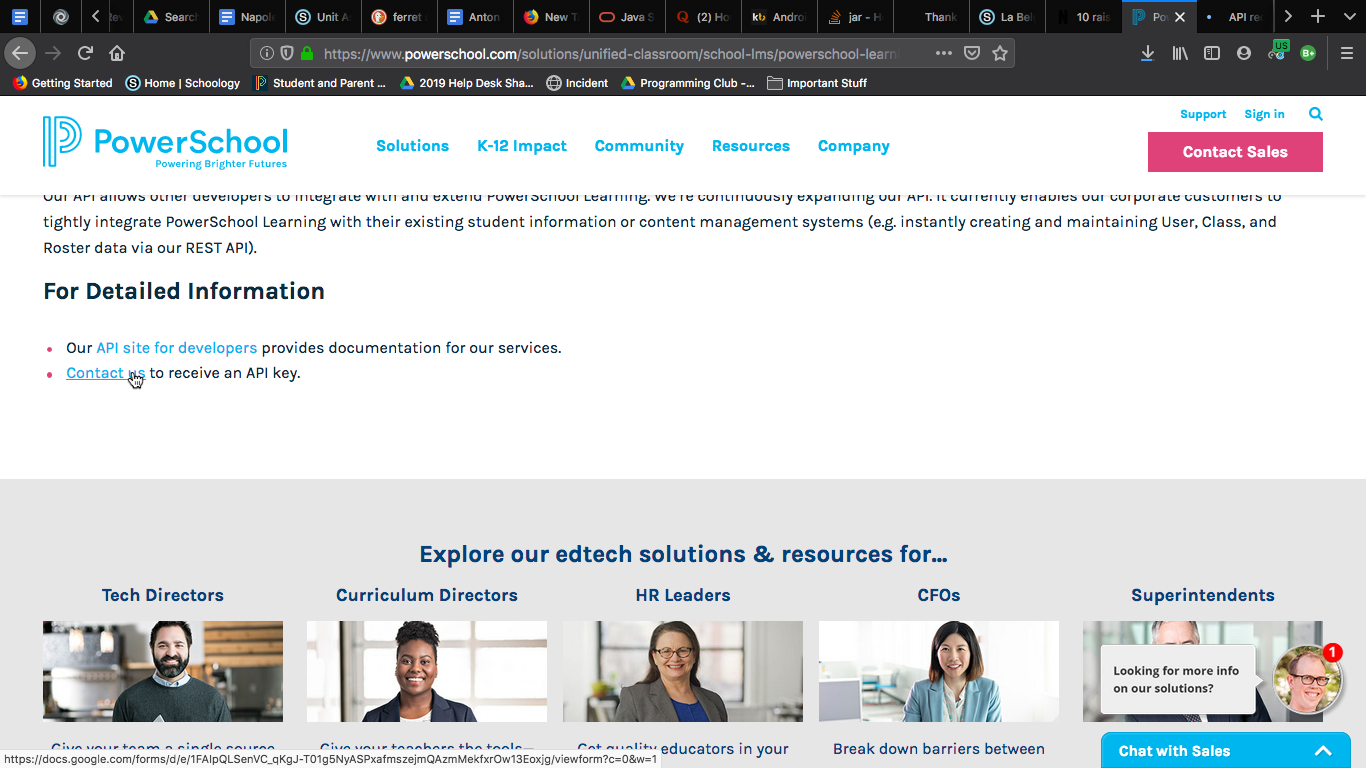 Search
Napol
Unit A
ferret
Anton
New T
Java S
(2) Ho
Andro
jar - H
Thank
La Bel
10 rais
Po
API re
https://www.powerschool.com/solutions/unified-classroom/school-lms/powerschool-learn
US
B+
Getting Started
Home | Schoology
Student and Parent ...
2019 Help Desk Sha...
Incident
Programming Club -...
Important Stuff
Support
Sign in
PowerSchool
Powering Brighter Futures
Solutions
K-12 Impact
Community
Resources
Company
Contact Sales
Our API allows other developers to integrate with and extend PowerSchool Learning. We're continuously expanding our API. It currently enables our corporate customers to
tightly integrate PowerSchool Learning with their existing student information or content management systems (e.g. instantly creating and maintaining User, Class, and
Roster data via our REST API).
For Detailed Information
Our API site for developers provides documentation for our services.
Contact us to receive an API key.
Explore our edtech solutions & resources for...
Tech Directors
Curriculum Directors
HR Leaders
CFOs
Superintendents
Looking for more info
on our solutions?
1
Give your team a single source
Give your teachers the tools
Get quality educators in your
Break down barriers between
Chat with Sales
https://docs.google.com/forms/d/e/1FAIpQLSenVC_qKgJ-T01g5NyASPxafmszejmQAzmMekfxrOw13Eoxjg/viewform?c=0&w=1